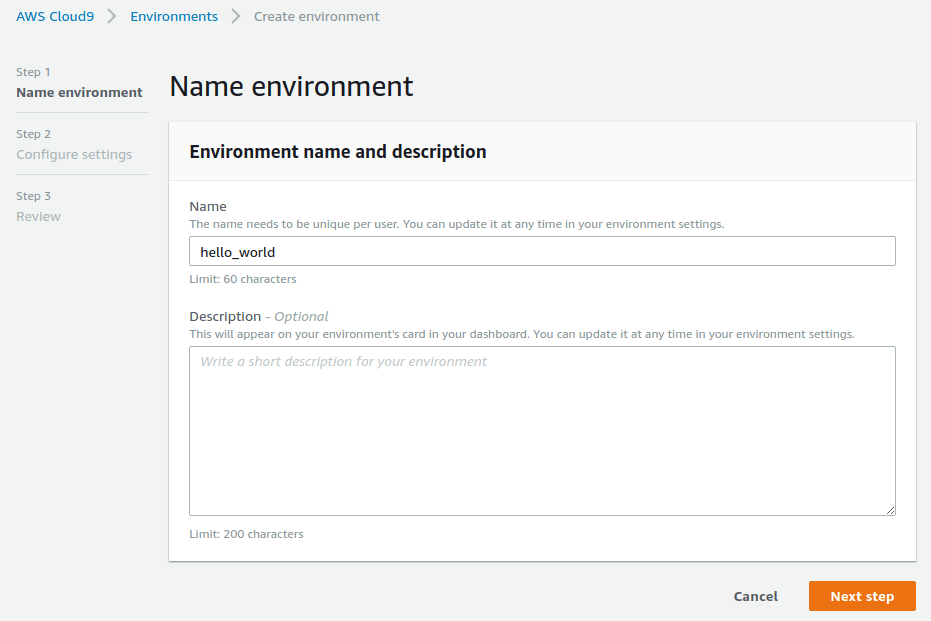 AWS Cloud9 > Environments > Create environment
Step 1
Name environment
Step 2
Configure settings
Step 3
Review
Name environment
Environment name and description
Name
The name needs to be unique per user. You can update it at any time in your environment settings.
hello_world
Limit: 60 characters
Description - Optional
This will appear on your environment's card in your dashboard. You can update it at any time in your environment settings.
Write a short description for your environment
Limit: 200 characters
Cancel
Next step